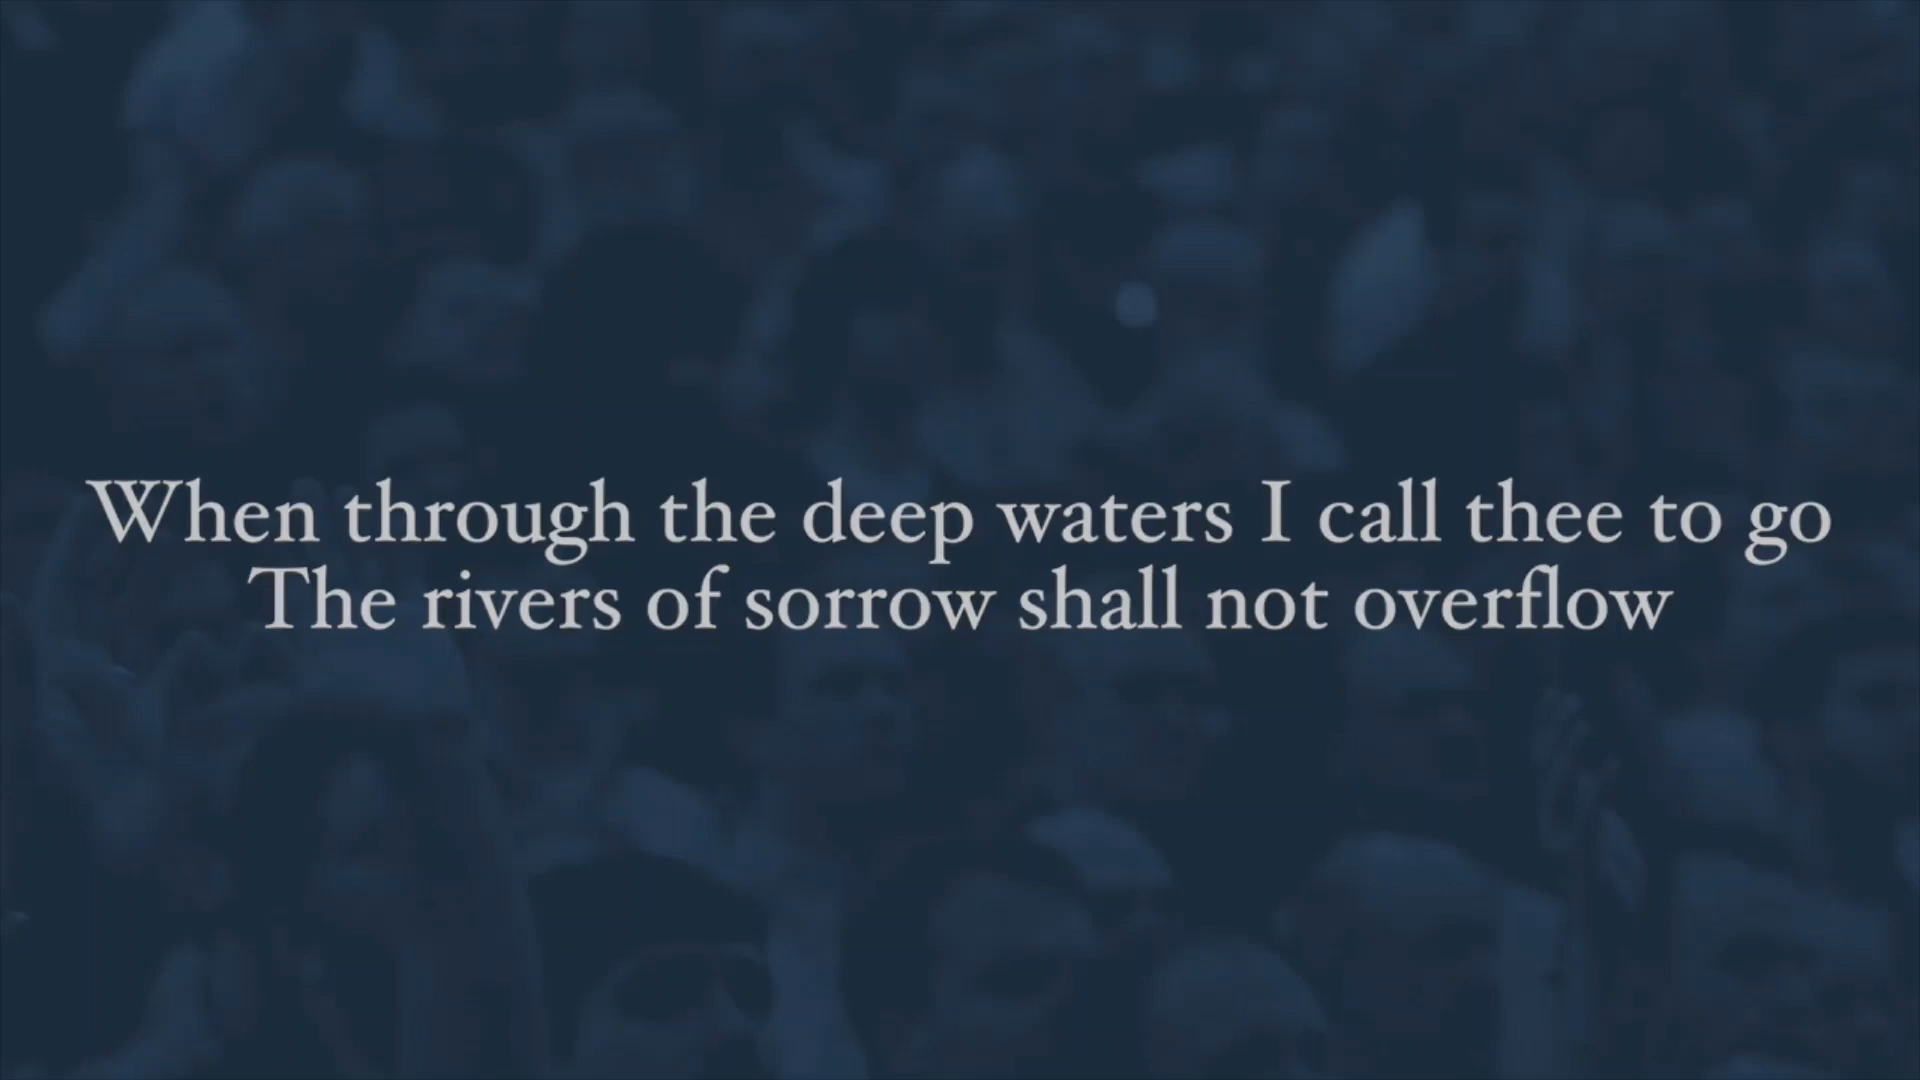 When through the deep waters I call thee to go
The rivers of sorrow shall not overflow